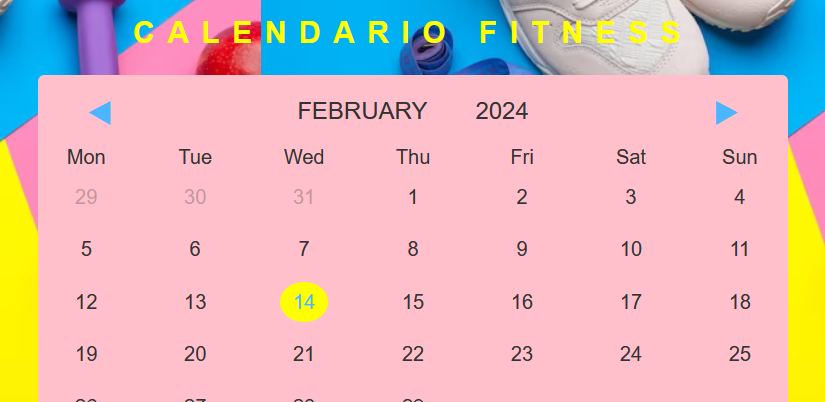 CALENDARIO FITNESS
FEBRUARY 2024
Mon Tue Wed Thu Fri Sat Sun
29 30 31 1 2 3 4
5 6 7 8 9 10 11
12 13 14 15 16 17 18
19 20 21 22 23 24 25